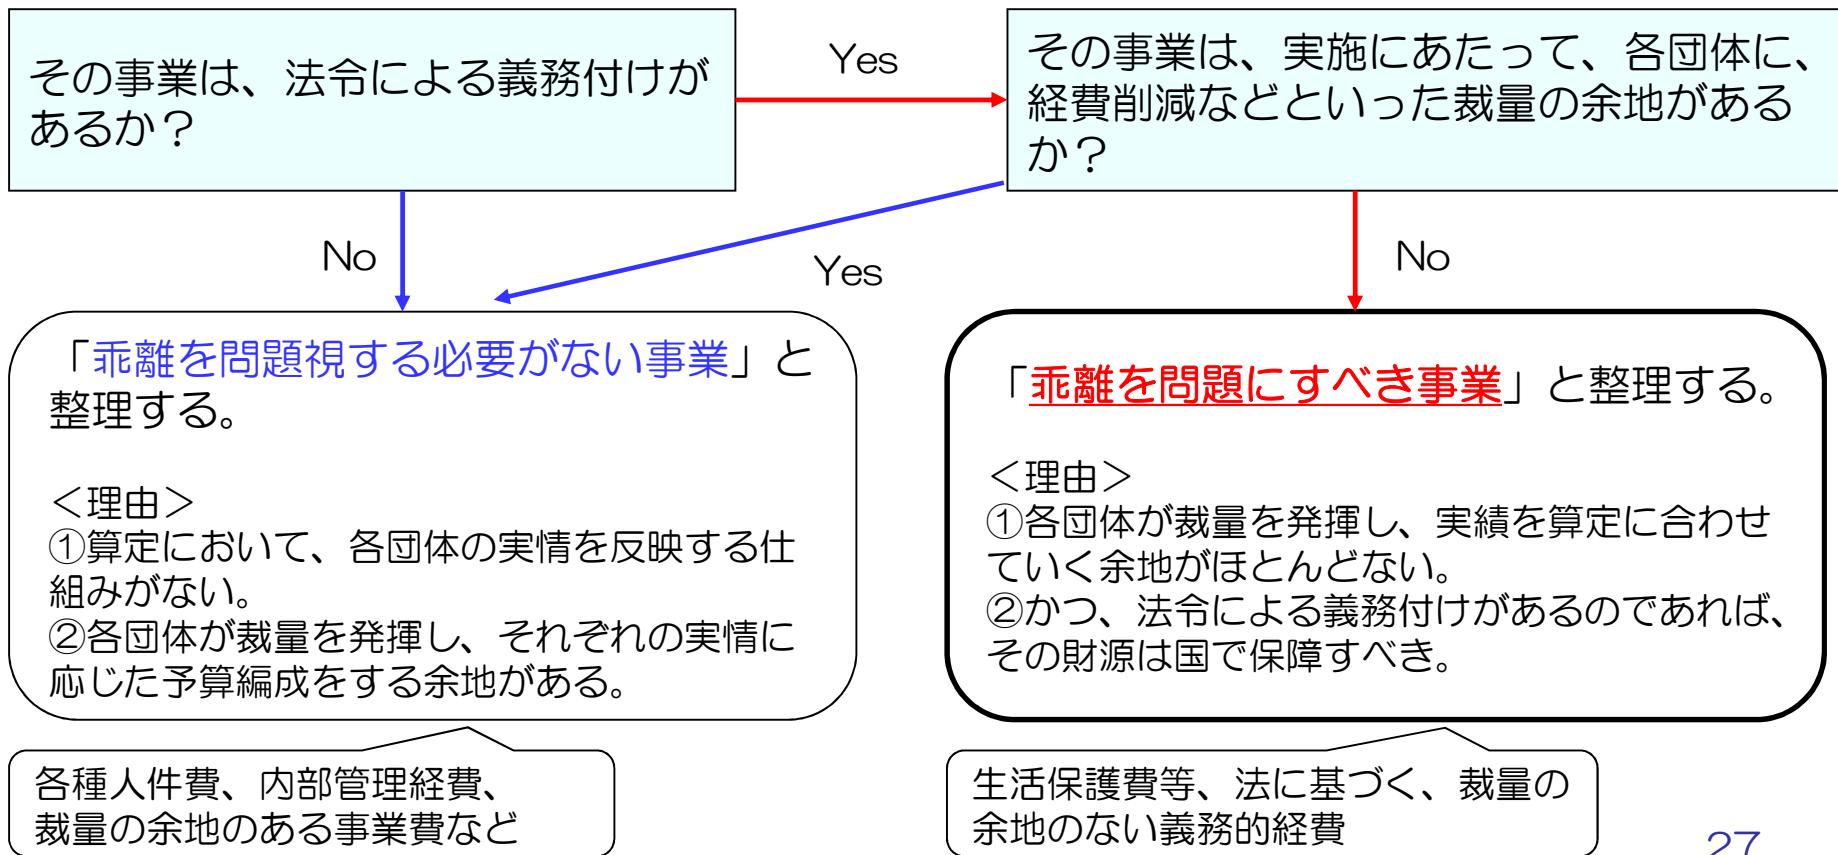 その事業は、法令による義務付けが
あるか？
Yes
その事業は、実施にあたって、各団体に、
経費削減などといった裁量の余地がある
か？
No
Yes
No
「乖離を問題視する必要がない事業」と
整理する。
＜理由＞
①算定において、各団体の実情を反映する仕
組みがない。
②各団体が裁量を発揮し、それぞれの実情に
応じた予算編成をする余地がある。
「乖離を問題にすべき事業」と整理する。
＜理由＞
①各団体が裁量を発揮し、実績を算定に合わせ
ていく余地がほとんどない。
②かつ、法令による義務付けがあるのであれば、
その財源は国で保障すべき。
各種人件費、内部管理経費、
裁量の余地のある事業費など
生活保護費等、法に基づく、裁量の
余地のない義務的経費
27